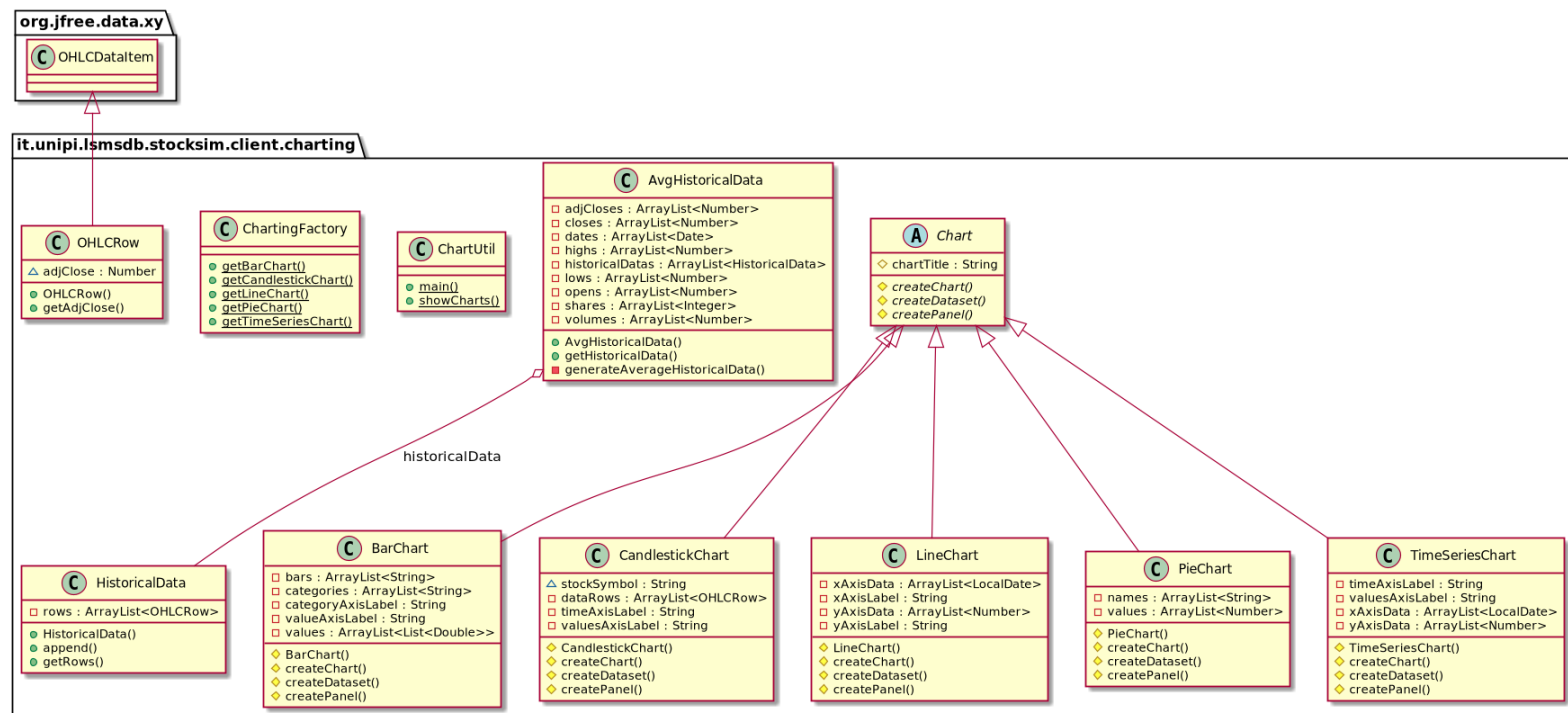 org.jfree.data.xy
C OHLCDataItem
it.unipi.lsmsdb.stocksim.client.charting
C OHLCRow
adjClose : Number
OHLCRow()
getAdjClose()
C ChartingFactory
getBarChart()
getCandlestickChart()
getLineChart()
getPieChart()
getTimeSeriesChart()
C ChartUtil
main()
showCharts()
C AvgHistoricalData
adjCloses : ArrayList<Number>
closes : ArrayList<Number>
dates : ArrayList<Date>
highs : ArrayList<Number>
historicalDatas : ArrayList<HistoricalData>
lows : ArrayList<Number>
opens : ArrayList<Number>
shares : ArrayList<Integer>
volumes : ArrayList<Number>
AvgHistoricalData()
getHistoricalData()
generateAverageHistoricalData()
A Chart
chartTitle : String
createChart()
createDataset()
createPanel()
historicalData
C HistoricalData
rows : ArrayList<OHLCRow>
HistoricalData()
append()
getRows()
C BarChart
bars : ArrayList<String>
categories : ArrayList<String>
categoryAxisLabel : String
valueAxisLabel : String
values : ArrayList<List<Double>>
BarChart()
createChart()
createDataset()
createPanel()
C CandlestickChart
stockSymbol : String
dataRows : ArrayList<OHLCRow>
timeAxisLabel : String
valuesAxisLabel : String
CandlestickChart()
createChart()
createDataset()
createPanel()
C LineChart
xAxisData : ArrayList<LocalDate>
xAxisLabel : String
yAxisData : ArrayList<Number>
yAxisLabel : String
LineChart()
createChart()
createDataset()
createPanel()
C PieChart
names : ArrayList<String>
values : ArrayList<Number>
PieChart()
createChart()
createDataset()
createPanel()
C TimeSeriesChart
timeAxisLabel : String
valuesAxisLabel : String
xAxisData : ArrayList<LocalDate>
yAxisData : ArrayList<Number>
TimeSeriesChart()
createChart()
createDataset()
createPanel()